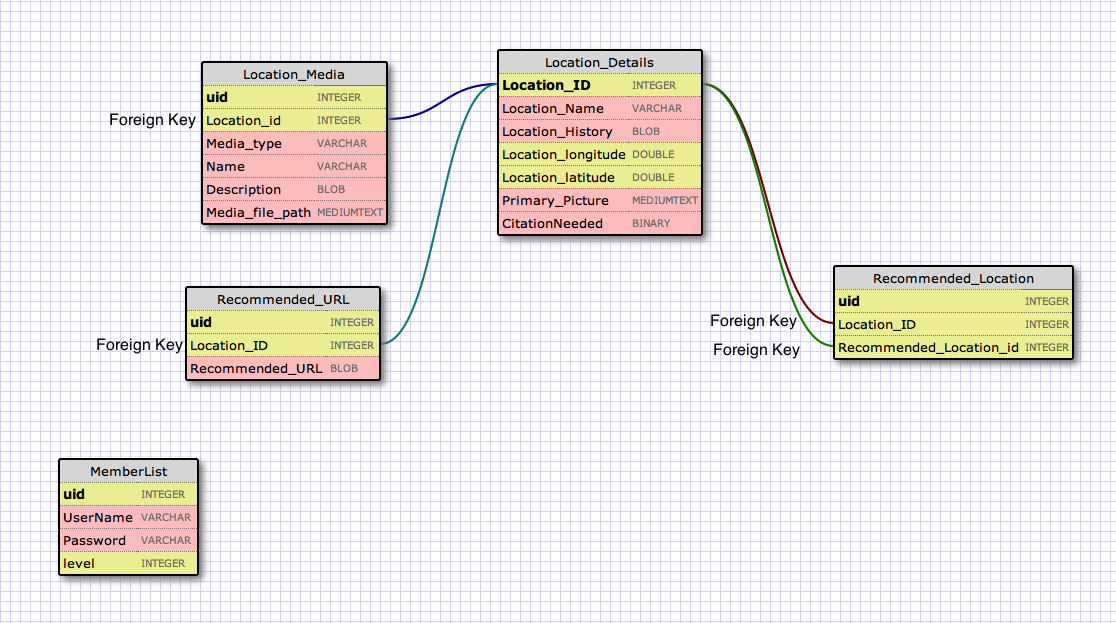 Location_Media
uid INTEGER
Foreign Key Location_id INTEGER
Media_type VARCHAR
Name VARCHAR
Description BLOB
Media_file_path MEDIUMTEXT
Location_Details
Location_ID INTEGER
Location_Name VARCHAR
Location_History BLOB
Location_longitude DOUBLE
Location_latitude DOUBLE
Primary_Picture MEDIUMTEXT
CitationNeeded BINARY
Recommended_URL
uid INTEGER
Foreign Key Location_ID INTEGER
Recommended_URL BLOB
Recommended_Location
uid INTEGER
Foreign Key Location_ID INTEGER
Foreign Key Recommended_Location_id INTEGER
MemberList
uid INTEGER
UserName VARCHAR
Password VARCHAR
level INTEGER